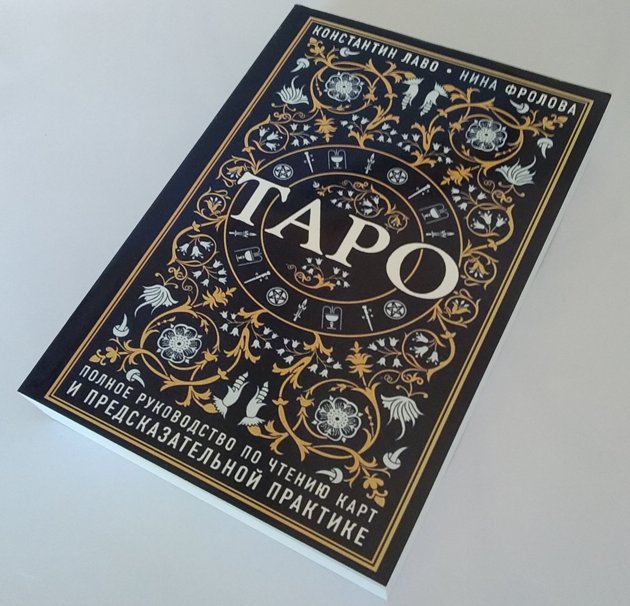 КОНСТАНТИН ЛАВО • НИНА ФРОЛОВА
ТАРО
ПОЛНОЕ РУКОВОДСТВО ПО ЧТЕНИЮ КАРТ
И ПРЕДСКАЗАТЕЛЬНОЙ ПРАКТИКЕ